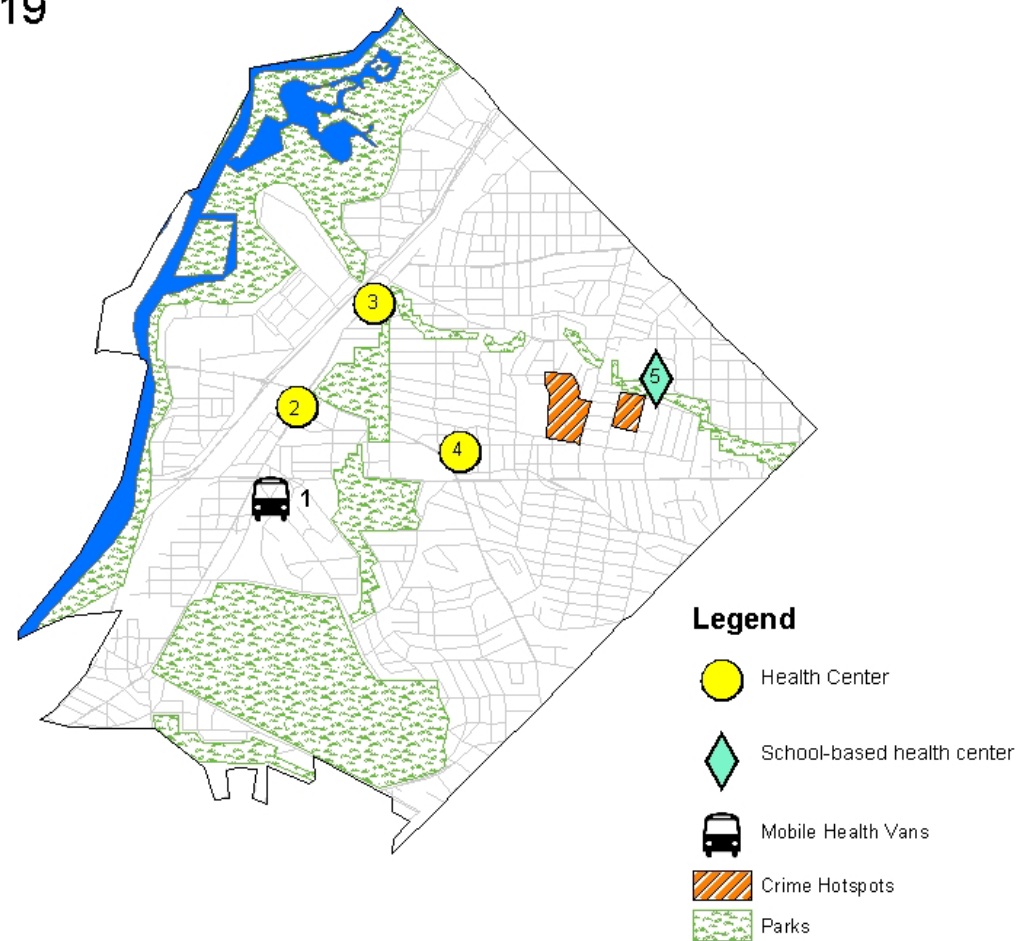 19
3
5
2
4
1
Legend
Health Center
School-based health center
Mobile Health Vans
Crime Hotspots
Parks